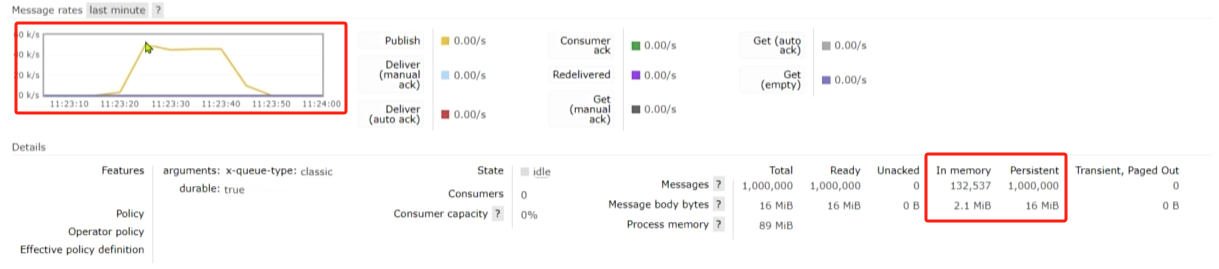 Message rates last minute ?
60 k/s
40 k/s
20 k/s
0 k/s
11:23:10 11:23:20 11:23:30 11:23:40 11:23:50 11:24:00
Publish 0.00/s
Deliver (manual ack) 0.00/s
Deliver (auto ack) 0.00/s
Consumer ack 0.00/s
Redelivered 0.00/s
Get (manual ack) 0.00/s
Get (auto ack) 0.00/s
Get (empty) 0.00/s
Details
Features arguments: x-queue-type: classic
durable: true
Policy
Operator policy
Effective policy definition
State idle
Consumers 0
Consumer capacity ? 0%
Total Ready Unacked In memory Persistent Transient, Paged Out
Messages ? 1,000,000 1,000,000 0 132,537 1,000,000 0
Message body bytes ? 16 MiB 16 MiB 0 B 2.1 MiB 16 MiB 0 B
Process memory ? 89 MiB